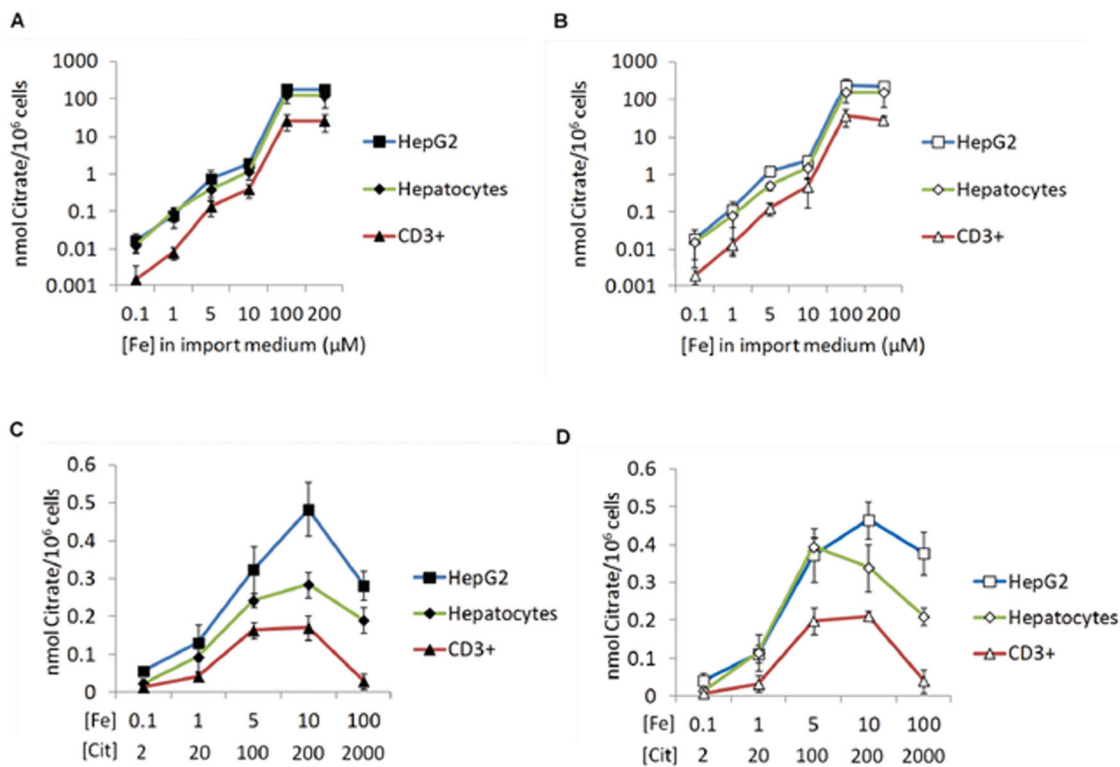 A
nmol Citrate/10⁶ cells
1000
100
10
1
0.1
0.01
0.001
0.1 1 5 10 100 200
[Fe] in import medium (µM)
HepG2
Hepatocytes
CD3+
B
nmol Citrate/10⁶ cells
1000
100
10
1
0.1
0.01
0.001
0.1 1 5 10 100 200
[Fe] in import medium (µM)
HepG2
Hepatocytes
CD3+
C
nmol Citrate/10⁶ cells
0.6
0.5
0.4
0.3
0.2
0.1
0
[Fe] 0.1 1 5 10 100
[Cit] 2 20 100 200 2000
HepG2
Hepatocytes
CD3+
D
nmol Citrate/10⁶ cells
0.6
0.5
0.4
0.3
0.2
0.1
0
[Fe] 0.1 1 5 10 100
[Cit] 2 20 100 200 2000
HepG2
Hepatocytes
CD3+